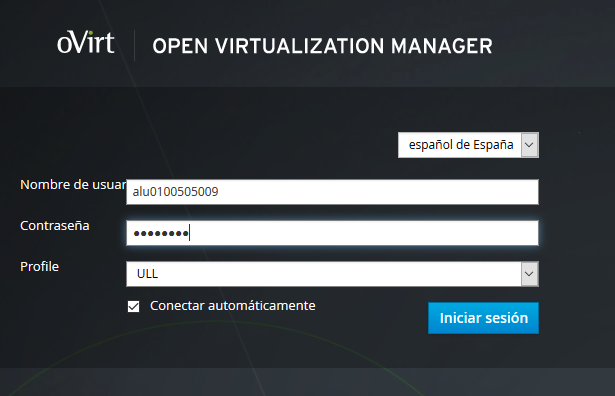 oVirt OPEN VIRTUALIZATION MANAGER
español de España
Nombre de usuar alu0100505009
Contraseña ●●●●●●●●
Profile ULL
Conectar automáticamente
Iniciar sesión